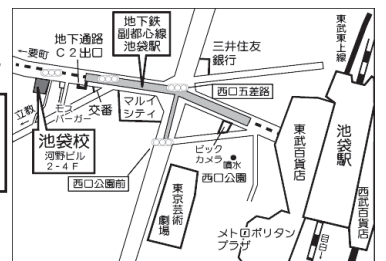 地下通路
C2出口
地下鉄
副都心線
池袋駅
三井住友
銀行
東武東上線
←要町
西口五差路
立教
モスバーガー
交番
マルイ
シティ
池袋校
河野ビル
2-4F
西口公園前
ビック
カメラ
噴水
西口公園
東京芸術
劇場
東武百貨店
池袋駅
西武百貨店
メトロポリタン
プラザ
目白